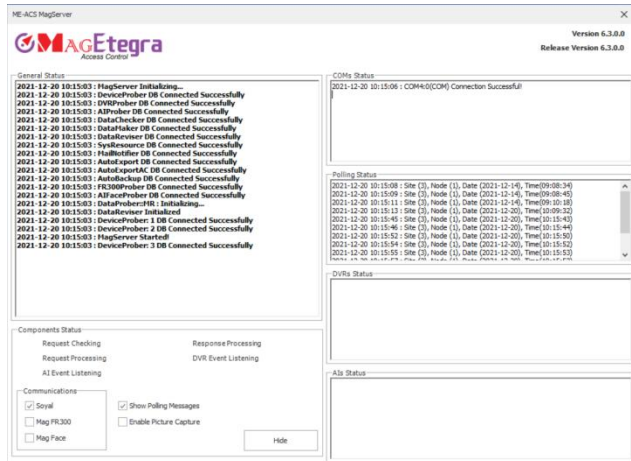 ME-ACS MagServer
MAGEtegra
Access Control
Version 6.3.0.0
Release Version 6.3.0.0
General Status
2021-12-20 10:15:03 : MagServer Initializing...
2021-12-20 10:15:03 : DeviceProber DB Connected Successfully
2021-12-20 10:15:03 : DVRProber DB Connected Successfully
2021-12-20 10:15:03 : AIProber DB Connected Successfully
2021-12-20 10:15:03 : DataChecker DB Connected Successfully
2021-12-20 10:15:03 : DataMaker DB Connected Successfully
2021-12-20 10:15:03 : DataReviser DB Connected Successfully
2021-12-20 10:15:03 : SysResource DB Connected Successfully
2021-12-20 10:15:03 : MailNotifier DB Connected Successfully
2021-12-20 10:15:03 : AutoExport DB Connected Successfully
2021-12-20 10:15:03 : AutoExportAC DB Connected Successfully
2021-12-20 10:15:03 : AutoBackup DB Connected Successfully
2021-12-20 10:15:03 : FR300Prober DB Connected Successfully
2021-12-20 10:15:03 : AIFaceProber DB Connected Successfully
2021-12-20 10:15:03 : DataProber::MR : Initializing...
2021-12-20 10:15:03 : DataReviser Initialized
2021-12-20 10:15:03 : DeviceProber: 1 DB Connected Successfully
2021-12-20 10:15:03 : DeviceProber: 2 DB Connected Successfully
2021-12-20 10:15:03 : MagServer Started!
2021-12-20 10:15:03 : DeviceProber: 3 DB Connected Successfully
COMs Status
2021-12-20 10:15:06 : COM4:0(COM) Connection Successful!
Polling Status
2021-12-20 10:15:08 : Site (3), Node (1), Date (2021-12-14), Time(09:08:34)
2021-12-20 10:15:10 : Site (3), Node (1), Date (2021-12-14), Time(09:08:45)
2021-12-20 10:15:11 : Site (3), Node (1), Date (2021-12-14), Time(09:10:18)
2021-12-20 10:15:13 : Site (3), Node (1), Date (2021-12-20), Time(10:09:32)
2021-12-20 10:15:45 : Site (3), Node (1), Date (2021-12-20), Time(10:15:43)
2021-12-20 10:15:46 : Site (3), Node (1), Date (2021-12-20), Time(10:15:44)
2021-12-20 10:15:52 : Site (3), Node (1), Date (2021-12-20), Time(10:15:50)
2021-12-20 10:15:54 : Site (3), Node (1), Date (2021-12-20), Time(10:15:52)
2021-12-20 10:15:55 : Site (3), Node (1), Date (2021-12-20), Time(10:15:53)
DVRs Status
Components Status
Request Checking
Response Processing
Request Processing
DVR Event Listening
AI Event Listening
AIs Status
Communications
Soyal
Show Polling Messages
Mag FR300
Enable Picture Capture
Mag Face
Hide